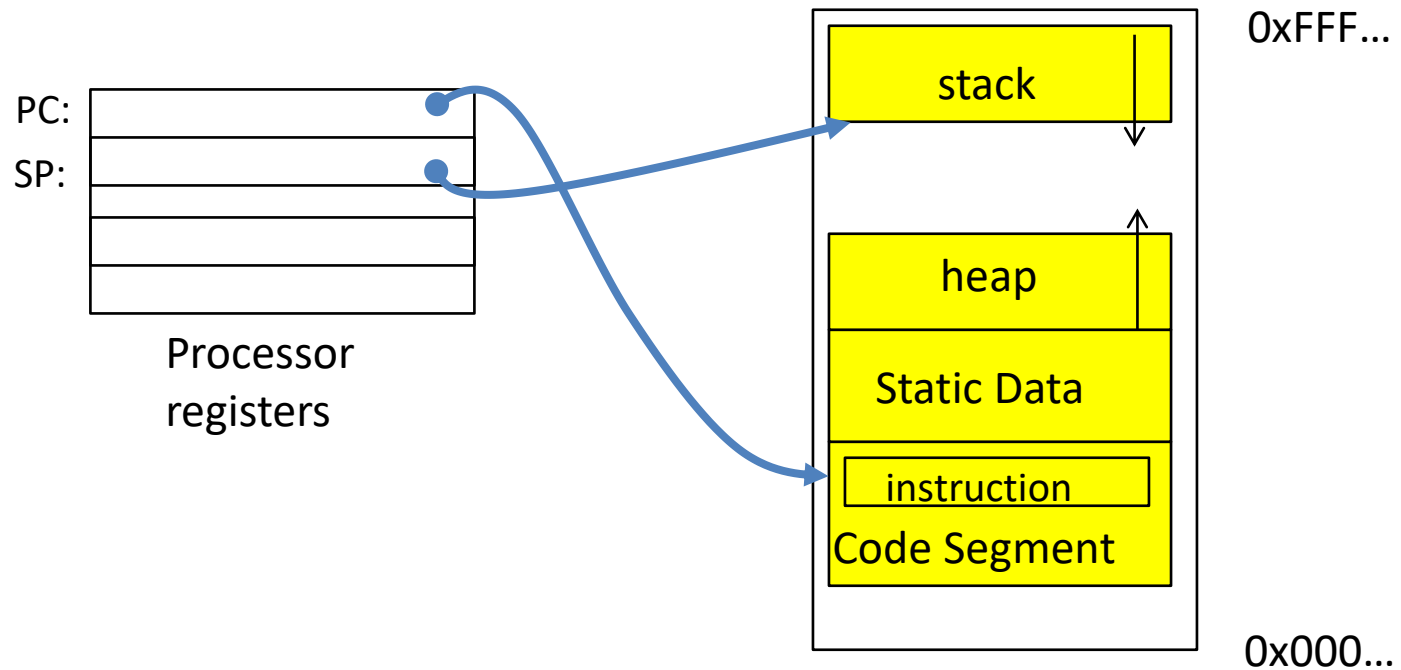 0xFFF…
stack
PC:
SP:
heap
Processor
registers
Static Data
instruction
Code Segment
0x000…